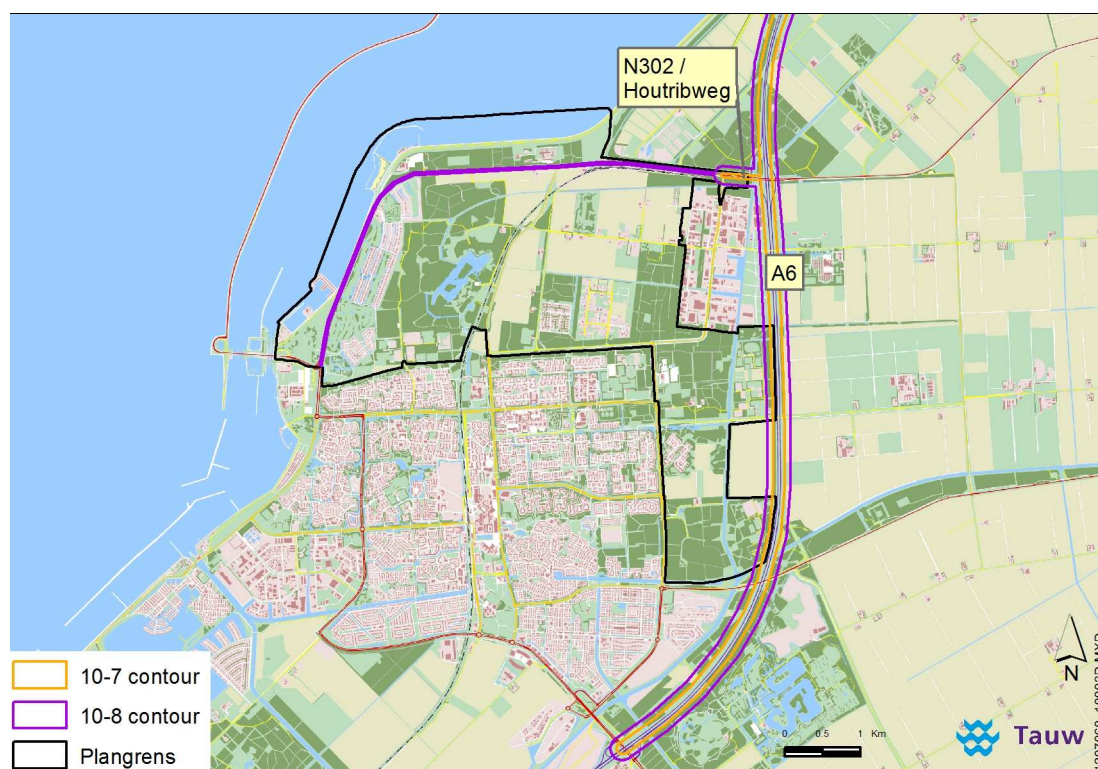 N302 /
Houtribweg
A6
10-7 contour
10-8 contour
Plangrens
N
0 0.5 1 Km
Tauw